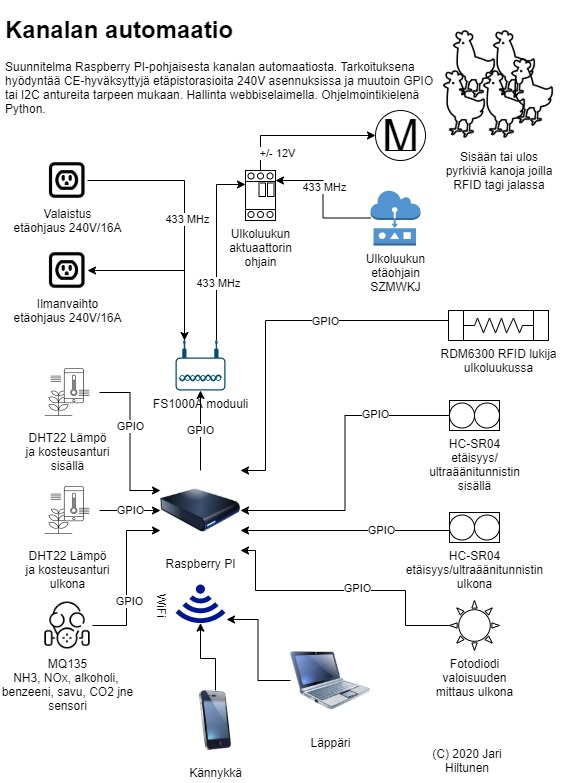 Kanalan automaatio
Suunnitelma Raspberry PI-pohjaisesta kanalan automaatiosta. Tarkoituksena
hyödyntää CE-hyväksyttyjä etäpistorasioita 240V asennuksissa ja muutoin GPIO
tai I2C antureita tarpeen mukaan. Hallinta webbiselaimella. Ohjelmointikielenä
Python.
M
+/- 12V
Sisään tai ulos
pyrkiviä kanoja joilla
RFID tagi jalassa
433 MHz
Valaistus
etäohjaus 240V/16A
433 MHz
Ulkoluukun
aktuaattorin
ohjain
Ulkoluukun
etäohjain
SZMWKJ
433 MHz
Ilmanvaihto
etäohjaus 240V/16A
GPIO
RDM6300 RFID lukija
ulkoluukussa
FS1000A moduuli
GPIO
GPIO
GPIO
DHT22 Lämpö
ja kosteusanturi
sisällä
HC-SR04
etäisyys/
ultraäänitunnistin
sisällä
GPIO
GPIO
DHT22 Lämpö
ja kosteusanturi
ulkona
Raspberry PI
HC-SR04
etäisyys/ultraäänitunnistin
ulkona
GPIO
WiFi
GPIO
MQ135
NH3, NOx, alkoholi,
benzeeni, savu, CO2 jne
sensori
Fotodiodi
valoisuuden
mittaus ulkona
Läppäri
Kännykkä
(C) 2020 Jari
Hiltunen